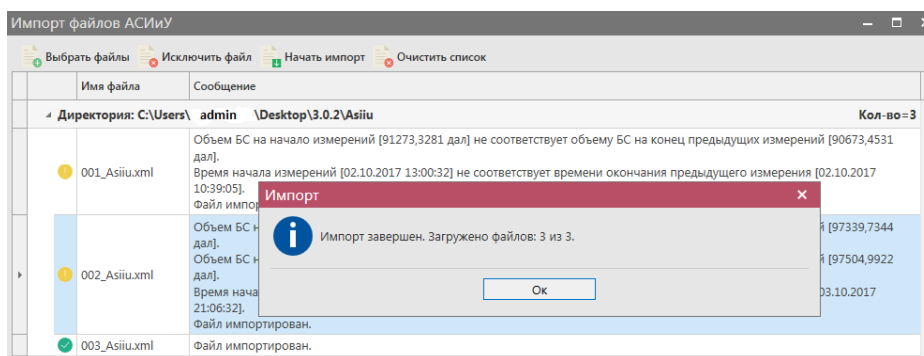 Импорт файлов АСИиУ
Выбрать файлы Исключить файл Начать импорт Очистить список
Имя файла Сообщение
Директория: C:\Users\ admin \Desktop\3.0.2\Asiiu Кол-во=3
Объем БС на начало измерений [91273,3281 дал] не соответствует объему БС на конец предыдущих измерений [90673,4531
дал].
001_Asiiu.xml
Время начала измерений [02.10.2017 13:00:32] не соответствует времени окончания предыдущего измерения [02.10.2017
10:39:05].
Файл импор
Импорт
Импорт завершен. Загружено файлов: 3 из 3.
Ок
Объем БС н й [97339,7344
дал].
Объем БС н й [97504,9922
002_Asiiu.xml
дал].
Время нача 03.10.2017
21:06:32].
Файл импортирован.
003_Asiiu.xml Файл импортирован.